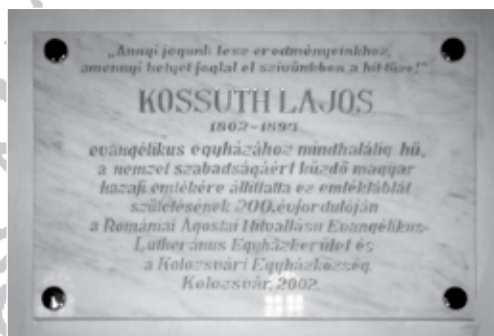 „Annyi jogunk lesz eredményeinkhez,
amennyi helyet foglal el szívünkben a hit tüze!”
KOSSUTH LAJOS
1802-1894
evangélikus egyházához mindhalálig hű,
a nemzet szabadságáért küzdő magyar
hazafi emlékére állíttatta ez emléktáblát
születésének 200. évfordulóján
a Romániai Ágostai Hitvallású Evangélikus-
Lutheránus Egyházkerület és
a Kolozsvári Egyházközség.
Kolozsvár, 2002.